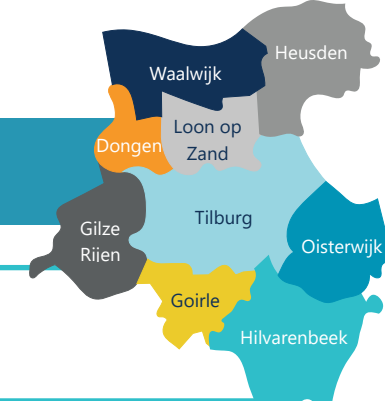 Heusden
Waalwijk
Loon op
Zand
Dongen
Tilburg
Gilze
Rijen
Oisterwijk
Goirle
Hilvarenbeek